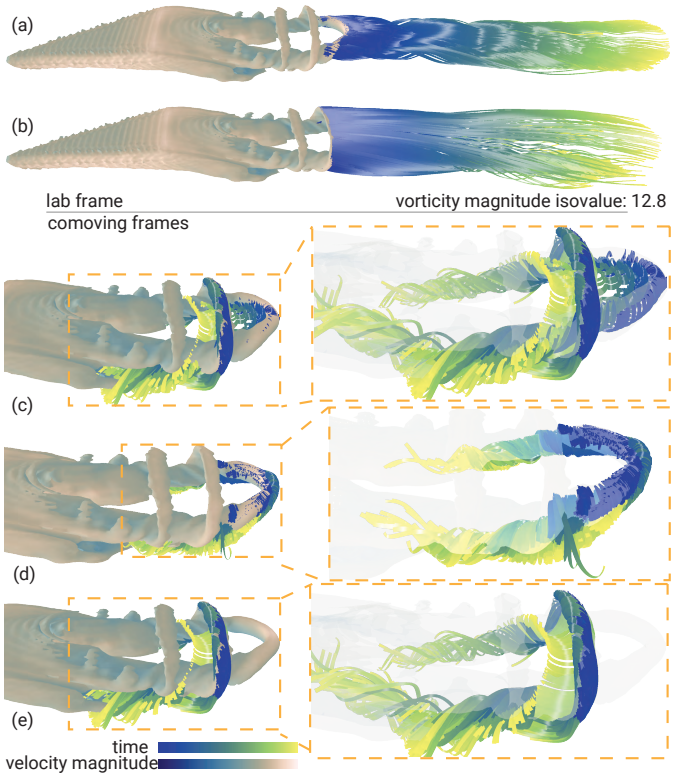 (a)
(b)
lab frame vorticity magnitude isovalue: 12.8
comoving frames
(c)
(d)
(e)
time
velocity magnitude